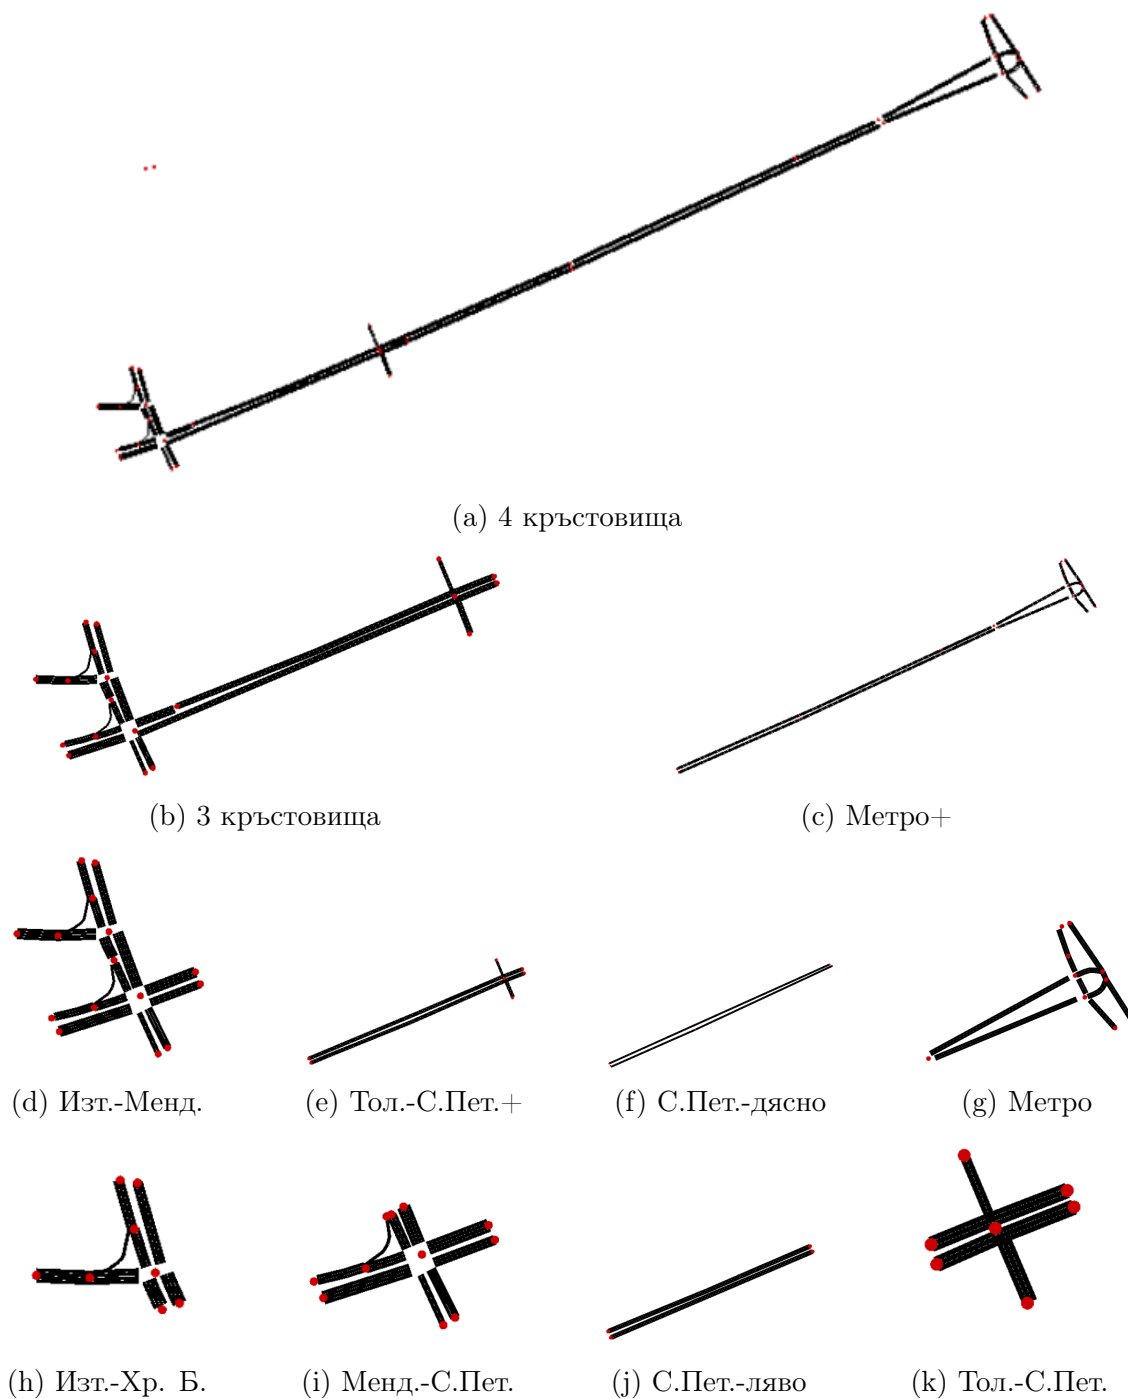 (a) 4 кръстовища
(b) 3 кръстовища
(c) Метро+
(d) Изт.-Менд.
(e) Тол.-С.Пет.+
(f) С.Пет.-дясно
(g) Метро
(h) Изт.-Хр. Б.
(i) Менд.-С.Пет.
(j) С.Пет.-ляво
(k) Тол.-С.Пет.